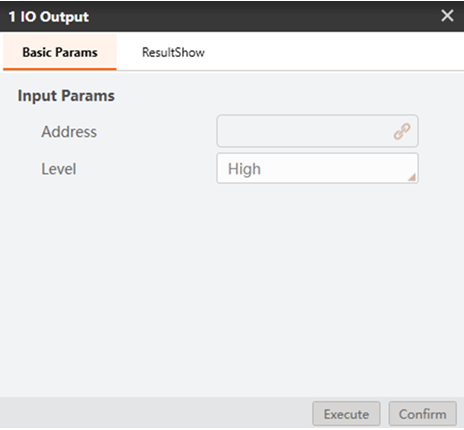 1 IO Output
Basic Params ResultShow
Input Params
Address
Level High
Execute Confirm